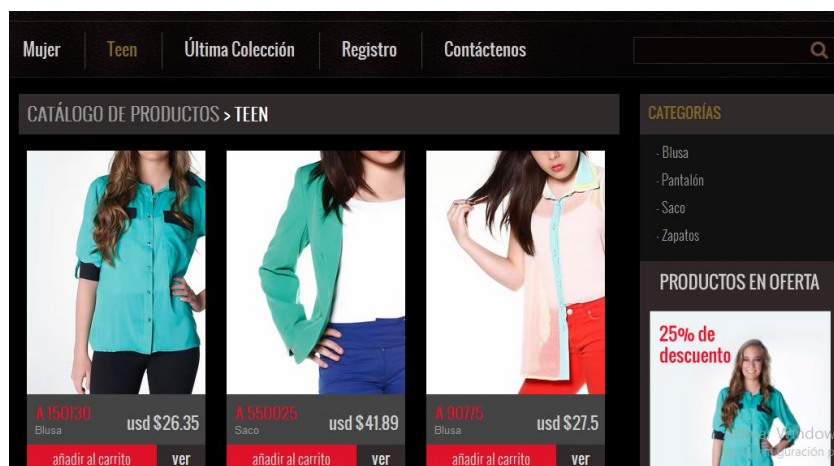 Mujer Teen Última Colección Registro Contáctenos
CATÁLOGO DE PRODUCTOS > TEEN
CATEGORÍAS
- Blusa
- Pantalón
- Saco
- Zapatos
PRODUCTOS EN OFERTA
25% de
descuento
A 150130
Blusa
usd $26.35
añadir al carrito ver
A 550025
Saco
usd $41.89
añadir al carrito ver
A 90775
Blusa
usd $27.5
añadir al carrito ver